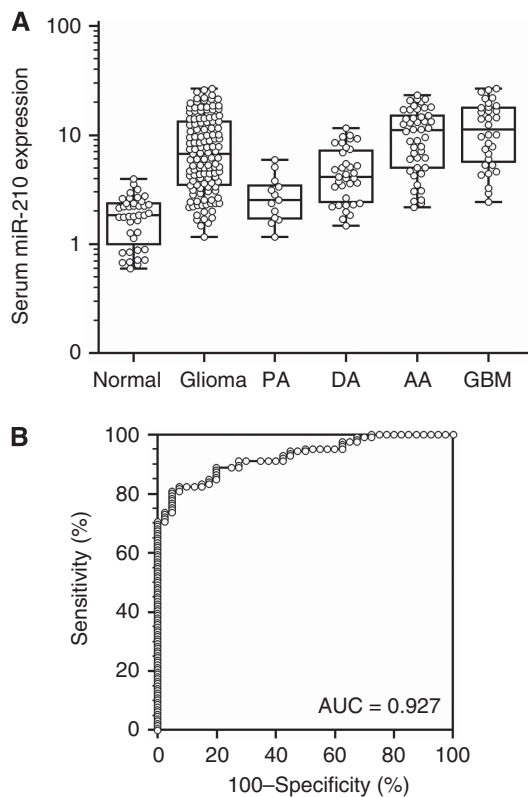 A
Serum miR-210 expression
100
10
1
0
Normal Glioma PA DA AA GBM
B
Sensitivity (%)
100
80
60
40
20
0
AUC = 0.927
0 20 40 60 80 100
100–Specificity (%)